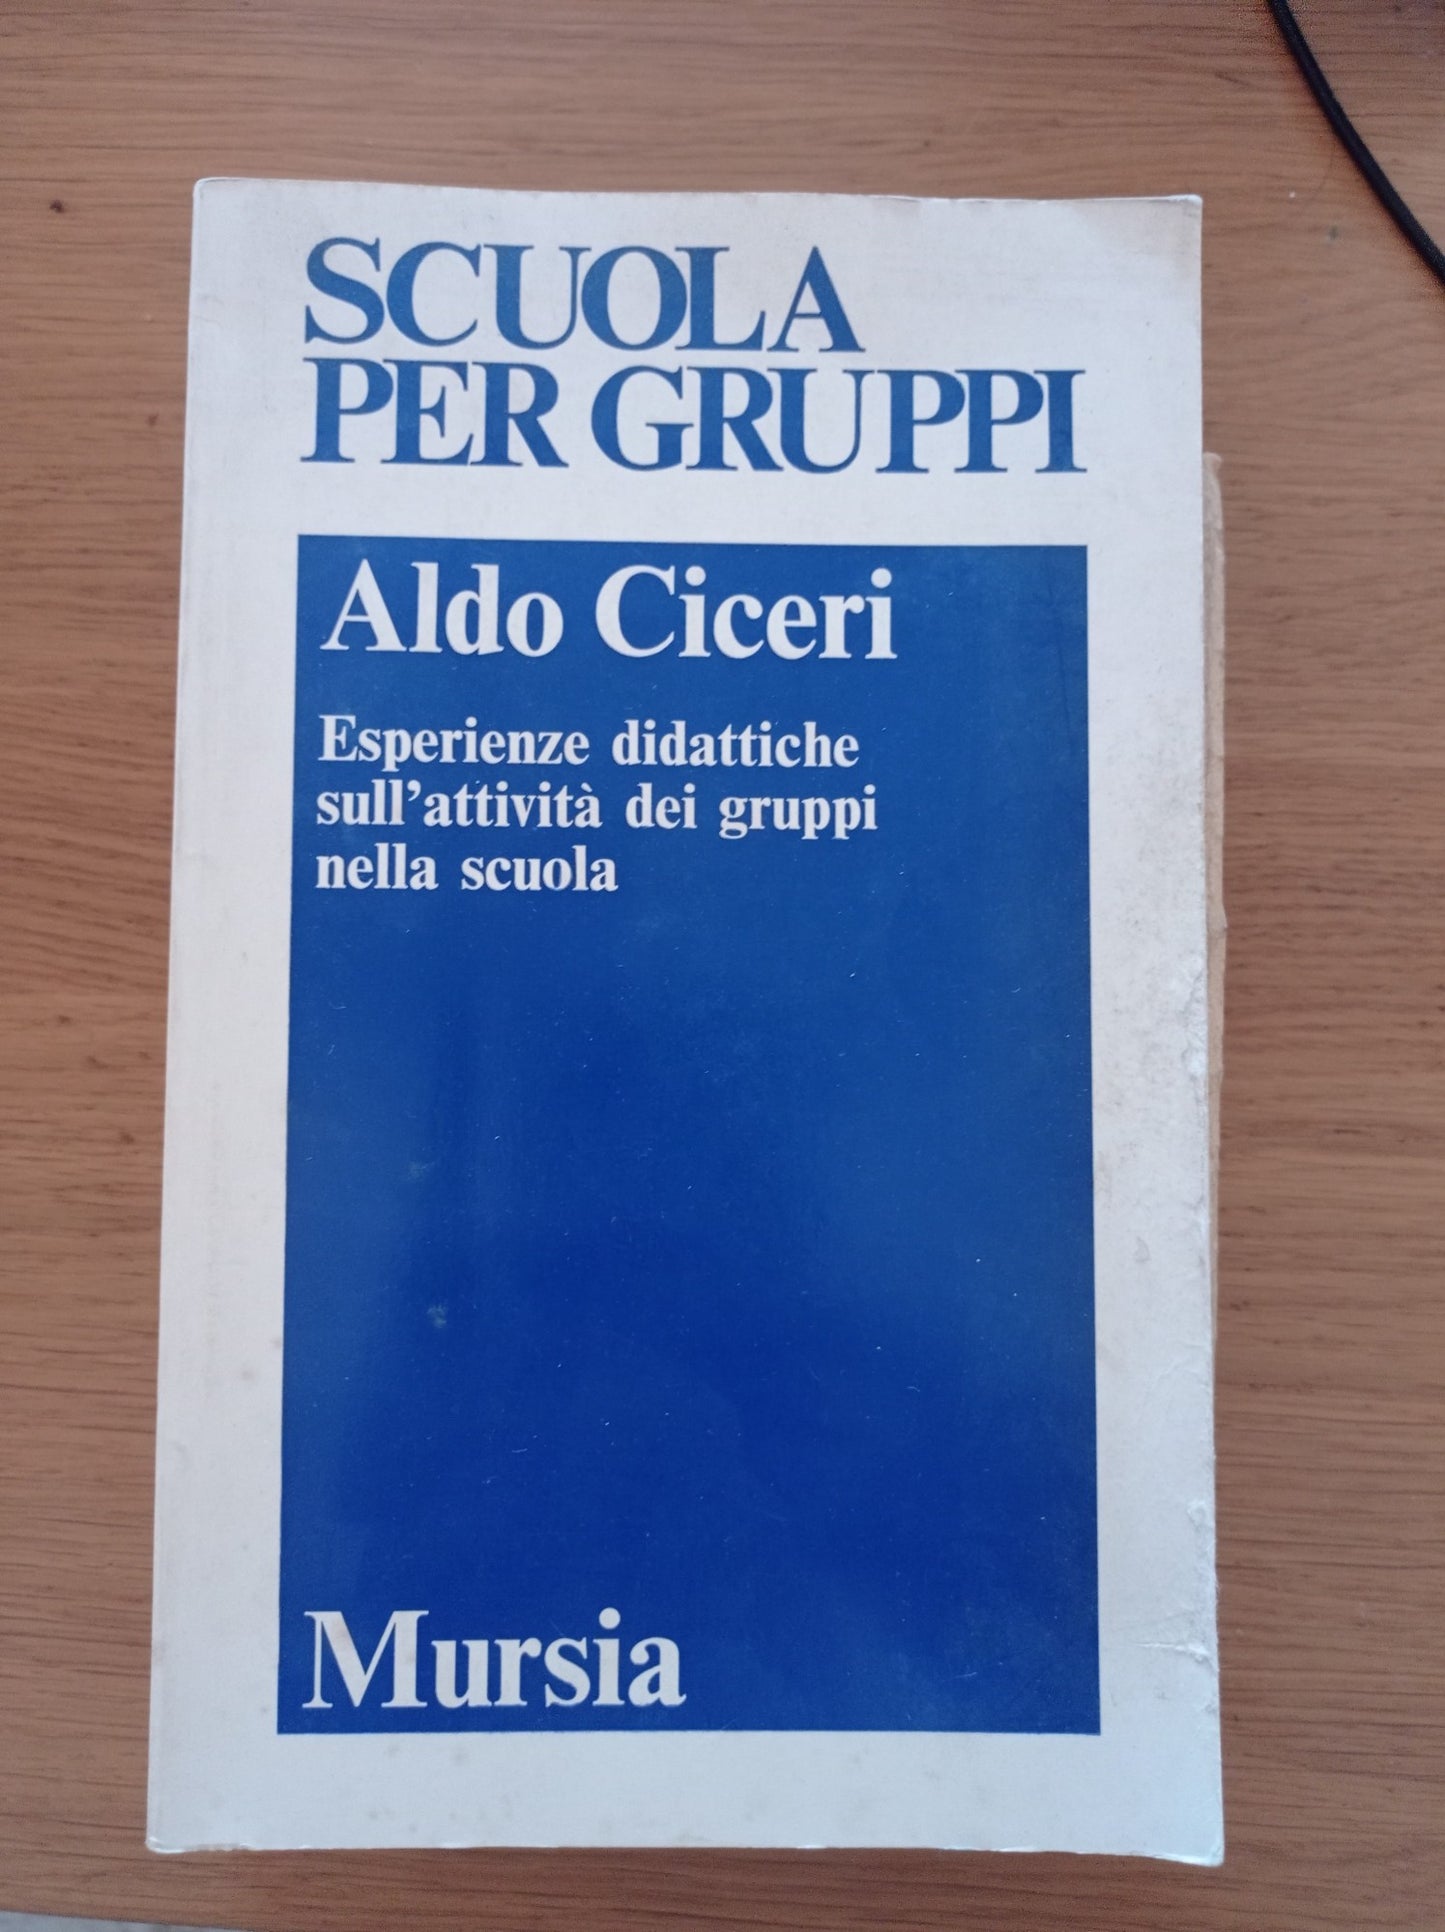 SCUOLA
PER GRUPPI
Aldo Ciceri
Esperienze didattiche
sull'attività dei gruppi
nella scuola
Mursia